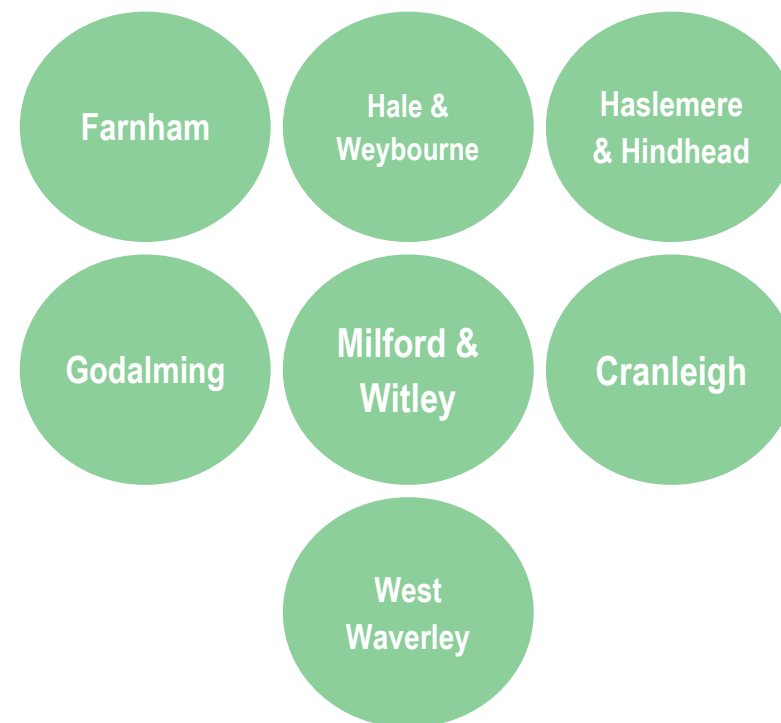 Farnham
Hale &
Weybourne
Haslemere
& Hindhead
Godalming
Milford &
Witley
Cranleigh
West
Waverley